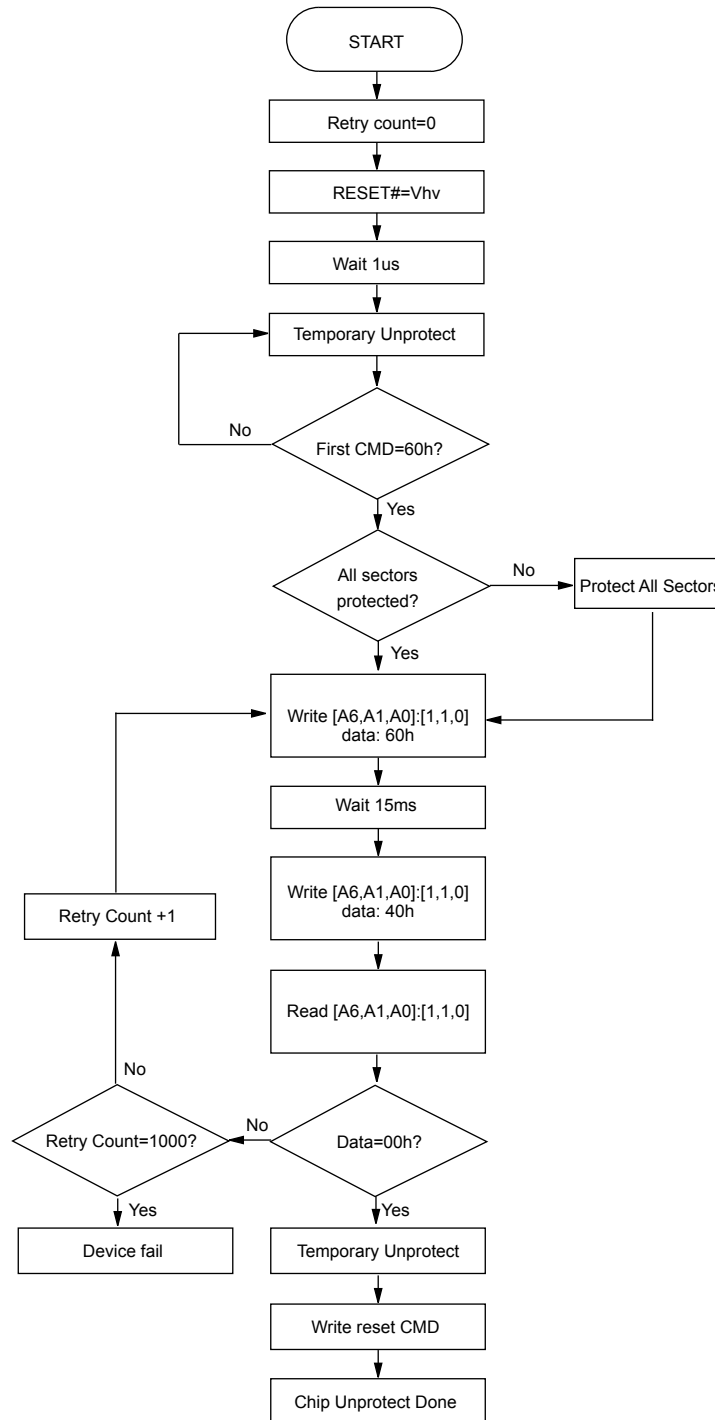 START
Retry count=0
RESET#=Vhv
Wait 1us
Temporary Unprotect
No
First CMD=60h?
Yes
All sectors
protected?
No
Protect All Sectors
Yes
Write [A6,A1,A0]:[1,1,0]
data: 60h
Wait 15ms
Write [A6,A1,A0]:[1,1,0]
data: 40h
Retry Count +1
Read [A6,A1,A0]:[1,1,0]
No
Retry Count=1000?
No
Data=00h?
Yes
Yes
Device fail
Temporary Unprotect
Write reset CMD
Chip Unprotect Done